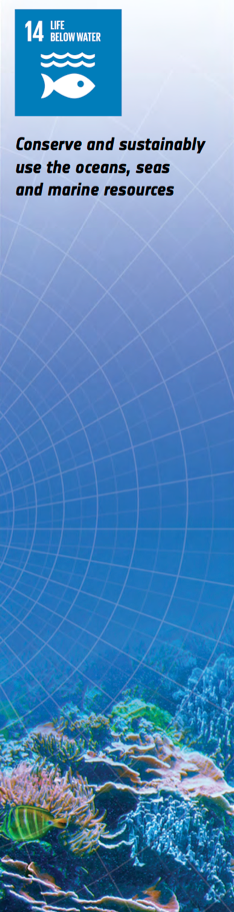 14 LIFE
BELOW WATER
Conserve and sustainably
use the oceans, seas
and marine resources